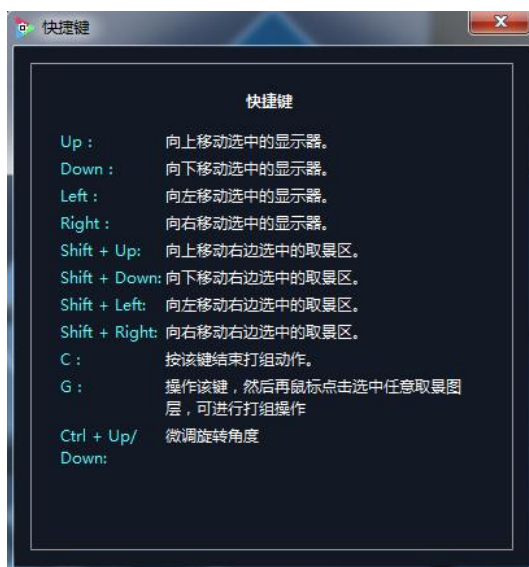 快捷键
快捷键
Up : 向上移动选中的显示器。
Down : 向下移动选中的显示器。
Left : 向左移动选中的显示器。
Right : 向右移动选中的显示器。
Shift + Up: 向上移动右边选中的取景区。
Shift + Down: 向下移动右边选中的取景区。
Shift + Left: 向左移动右边选中的取景区。
Shift + Right: 向右移动右边选中的取景区。
C : 按该键结束打组动作。
G : 操作该键，然后再鼠标点击选中任意取景图
层，可进行打组操作
Ctrl + Up/ 微调旋转角度
Down: